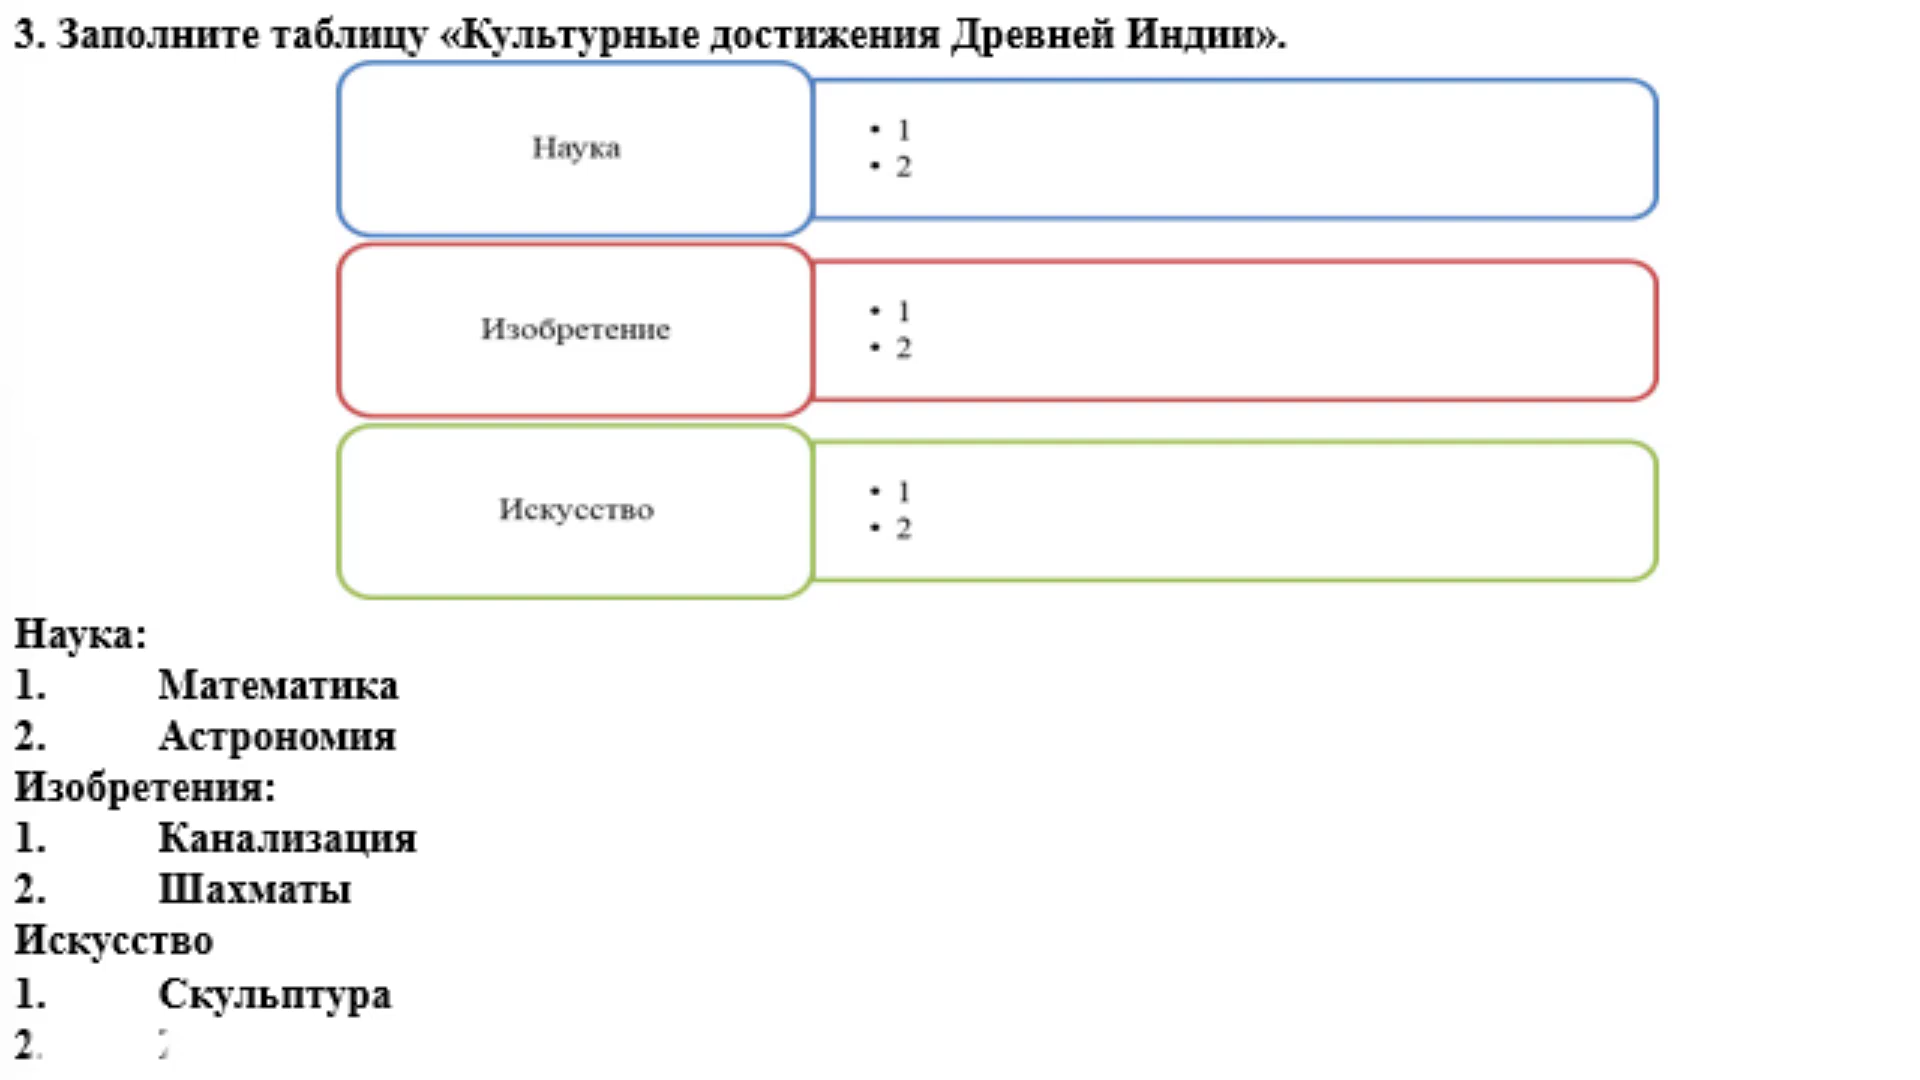 3. Заполните таблицу «Культурные достижения Древней Индии».
Наука
• 1
• 2
Изобретение
• 1
• 2
Искусство
• 1
• 2
Наука:
1. Математика
2. Астрономия
Изобретения:
1. Канализация
2. Шахматы
Искусство
1. Скульптура
2.